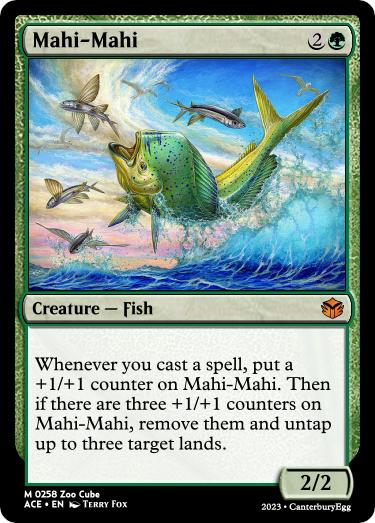 Mahi-Mahi 2
Creature — Fish
Whenever you cast a spell, put a
+1/+1 counter on Mahi-Mahi. Then
if there are three +1/+1 counters on
Mahi-Mahi, remove them and untap
up to three target lands.
2/2
M 0258 Zoo Cube
ACE • EN Terry Fox
2023 • CanterburyEgg